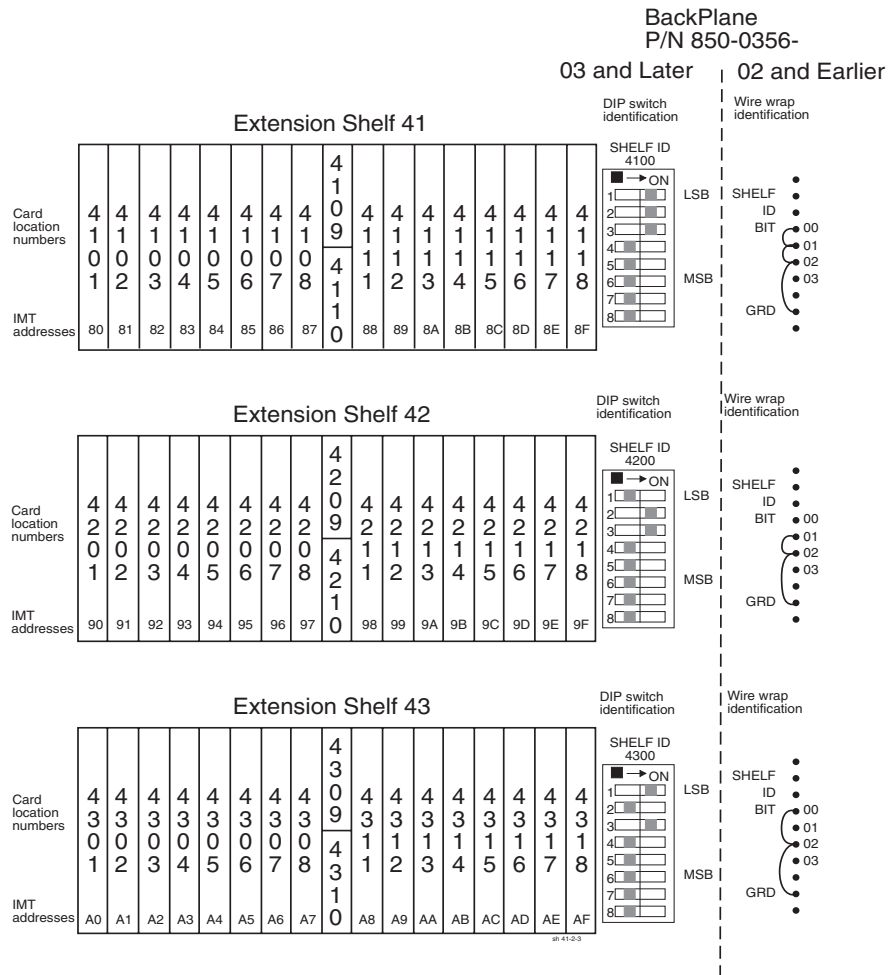 BackPlane
P/N 850-0356-
03 and Later
02 and Earlier
Extension Shelf 41
DIP switch
identification
Wire wrap
identification
SHELF ID
4100
ON
1
2
3
4
5
6
7
8
LSB
MSB
SHELF
ID
BIT
00
01
02
03
GRD
Card
location
numbers
4101 4102 4103 4104 4105 4106 4107 4108 4109 4110 4111 4112 4113 4114 4115 4116 4117 4118
IMT
addresses
80 81 82 83 84 85 86 87 88 89 8A 8B 8C 8D 8E 8F
Extension Shelf 42
DIP switch
identification
Wire wrap
identification
SHELF ID
4200
ON
1
2
3
4
5
6
7
8
LSB
MSB
SHELF
ID
BIT
00
01
02
03
GRD
Card
location
numbers
4201 4202 4203 4204 4205 4206 4207 4208 4209 4210 4211 4212 4213 4214 4215 4216 4217 4218
IMT
addresses
90 91 92 93 94 95 96 97 98 99 9A 9B 9C 9D 9E 9F
Extension Shelf 43
DIP switch
identification
Wire wrap
identification
SHELF ID
4300
ON
1
2
3
4
5
6
7
8
LSB
MSB
SHELF
ID
BIT
00
01
02
03
GRD
Card
location
numbers
4301 4302 4303 4304 4305 4306 4307 4308 4309 4310 4311 4312 4313 4314 4315 4316 4317 4318
IMT
addresses
A0 A1 A2 A3 A4 A5 A6 A7 A8 A9 AA AB AC AD AE AF
sh 41-2-3